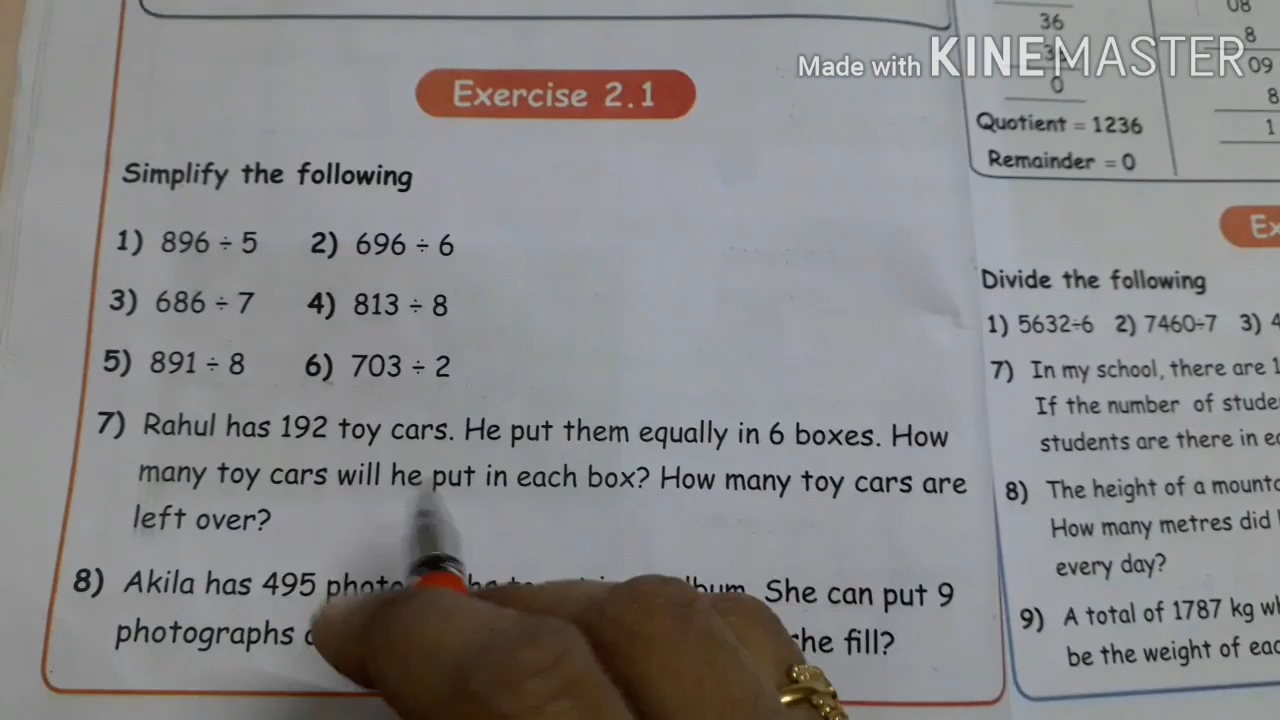 Made with KINEMASTER
Exercise 2.1
Simplify the following
1) 896 ÷ 5 2) 696 ÷ 6
3) 686 ÷ 7 4) 813 ÷ 8
5) 891 ÷ 8 6) 703 ÷ 2
7) Rahul has 192 toy cars. He put them equally in 6 boxes. How
many toy cars will he put in each box? How many toy cars are
left over?
8) Akila has 495 She can put 9
photographs fill?
36
0
Quotient = 1236
Remainder = 0
08
8
09
8
1
Divide the following
1) 5632÷6 2) 7460÷7 3) 4
7) In my school, there are 1
If the number of
students are there in
8) The height of a
How many metres did
every day?
9) A total of 1787 kg
be the weight of